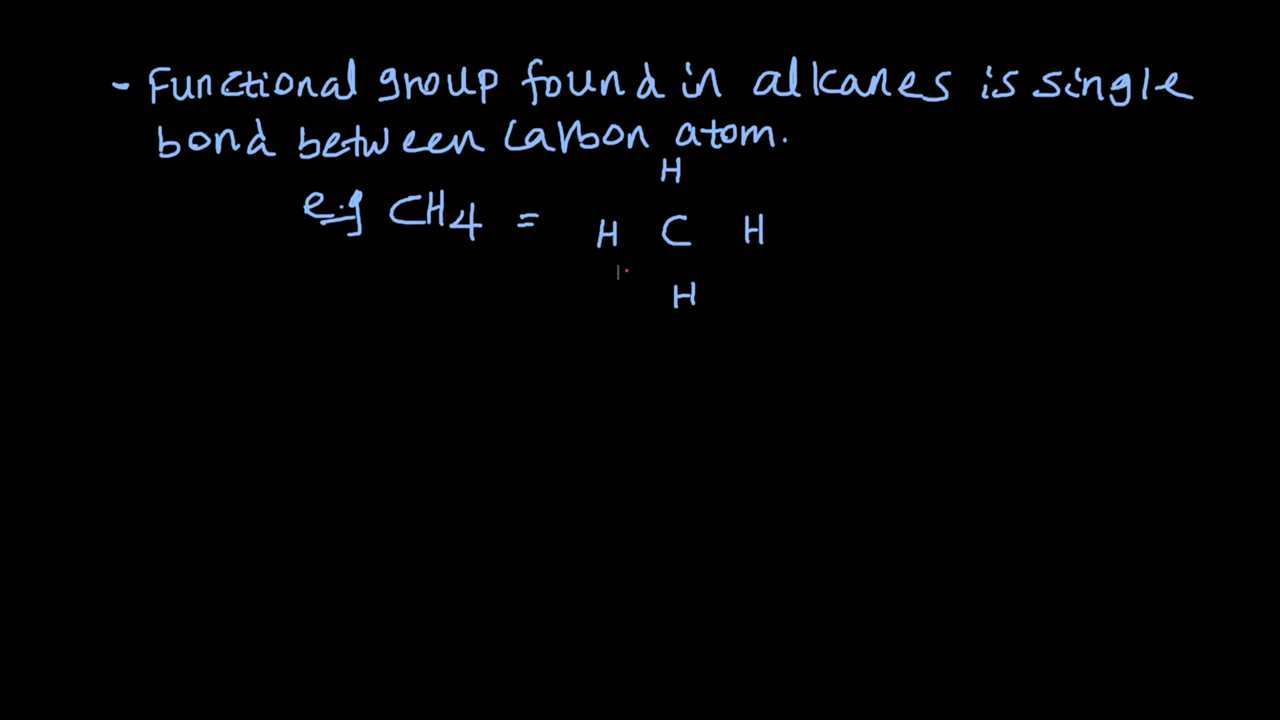 - Functional group found in alkanes is single
bond between carbon atom.
H
e.g CH4 = H C H
H